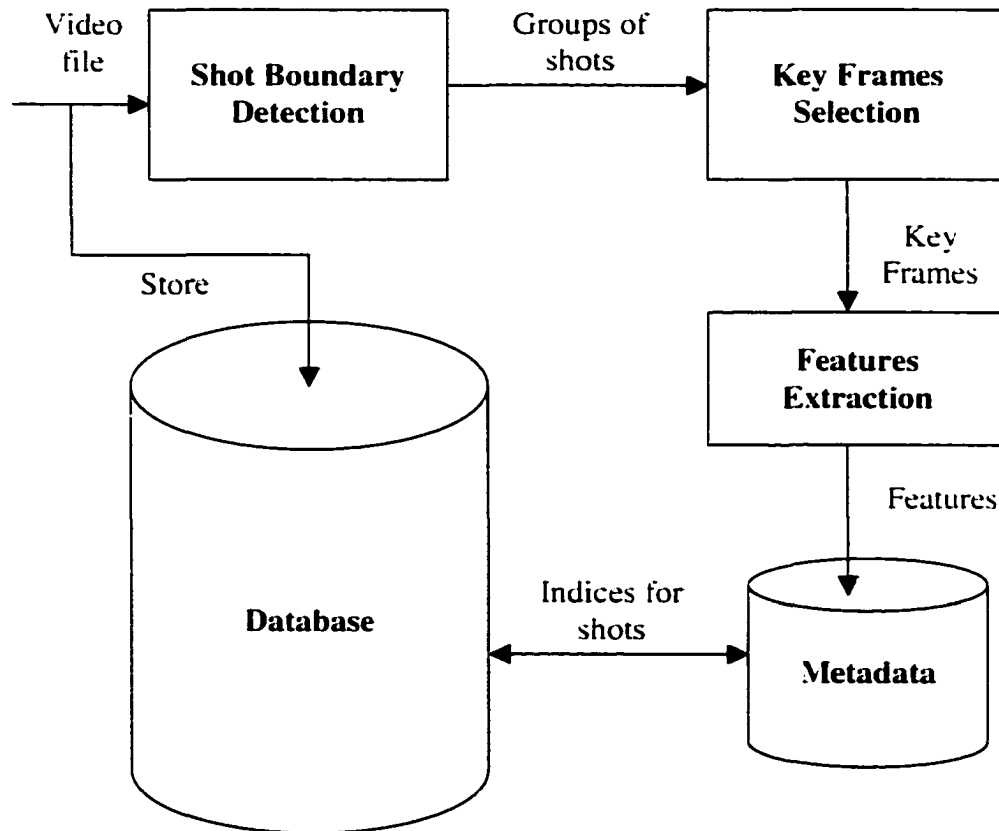 Video
file
Shot Boundary
Detection
Groups of
shots
Key Frames
Selection
Key
Frames
Store
Features
Extraction
Features
Indices for
shots
Database
Metadata